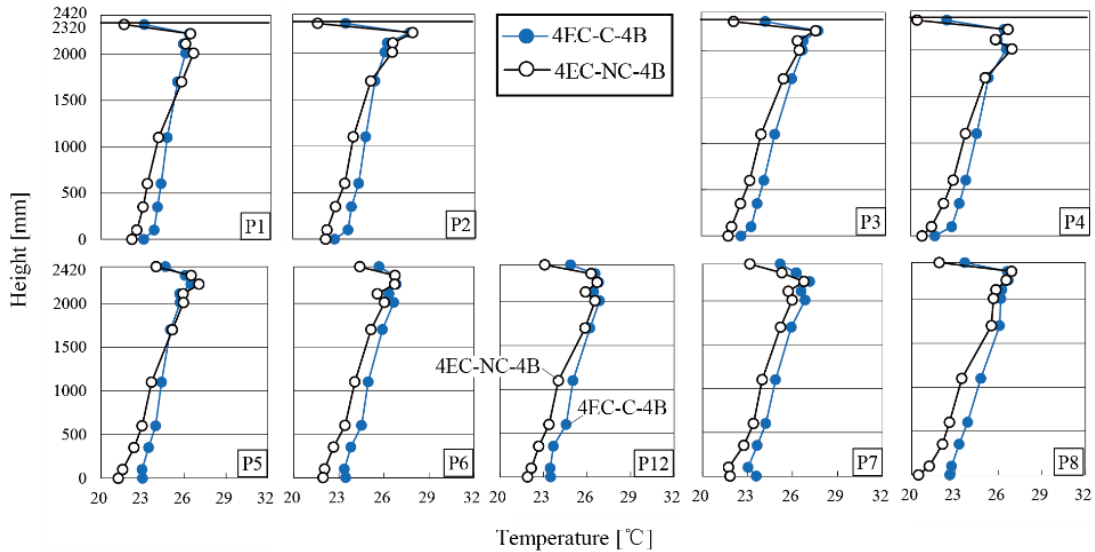 4EC-C-4B
4EC-NC-4B
Height [mm]
2420
2320
2000
1500
1000
500
0
P1
P2
P3
P4
2420
2000
1500
1000
500
0
4EC-NC-4B
4EC-C-4B
P5
P6
P12
P7
P8
20 23 26 29 32
20 23 26 29 32
20 23 26 29 32
20 23 26 29 32
20 23 26 29 32
Temperature [℃]